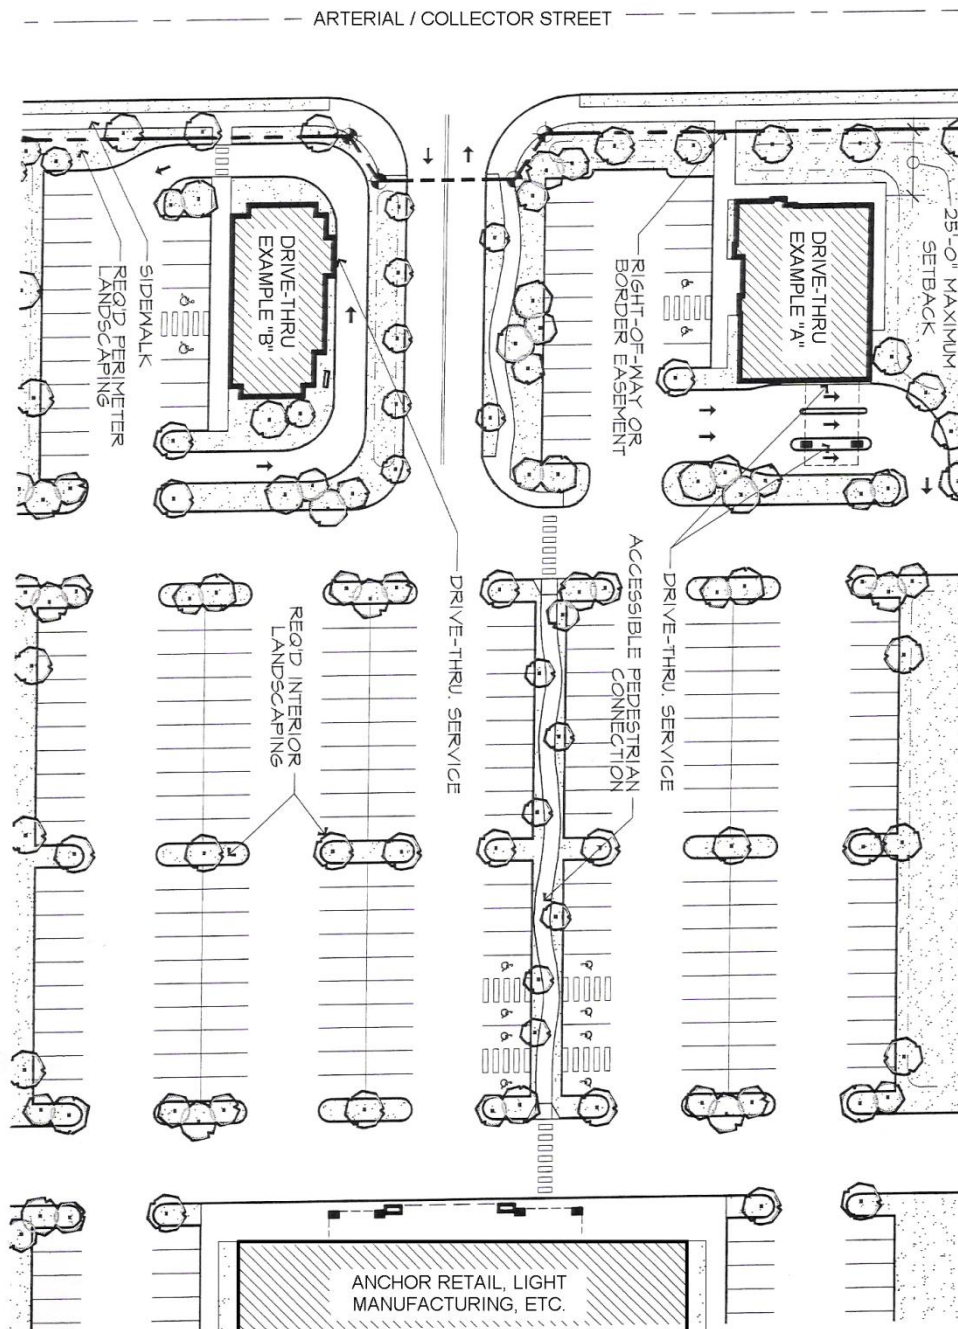 ARTERIAL / COLLECTOR STREET
SIDEWALK
REQ'D PERIMETER
LANDSCAPING
DRIVE-THRU
EXAMPLE "B"
RIGHT-OF-WAY OR
BORDER EASEMENT
DRIVE-THRU
EXAMPLE "A"
25'-0" MAXIMUM
SETBACK
REQ'D INTERIOR
LANDSCAPING
DRIVE-THRU. SERVICE
ACCESSIBLE PEDESTRIAN
CONNECTION
DRIVE-THRU. SERVICE
ANCHOR RETAIL, LIGHT
MANUFACTURING, ETC.